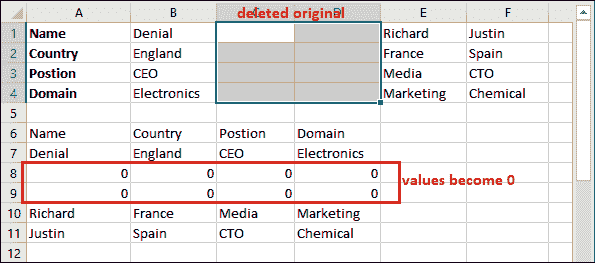 deleted original
A B C D E F
1 Name Denial Richard Justin
2 Country England France Spain
3 Postion CEO Media CTO
4 Domain Electronics Marketing Chemical
5
6 Name Country Postion Domain
7 Denial England CEO Electronics
8 0 0 0 0
values become 0
9 0 0 0 0
10 Richard France Media Marketing
11 Justin Spain CTO Chemical
12